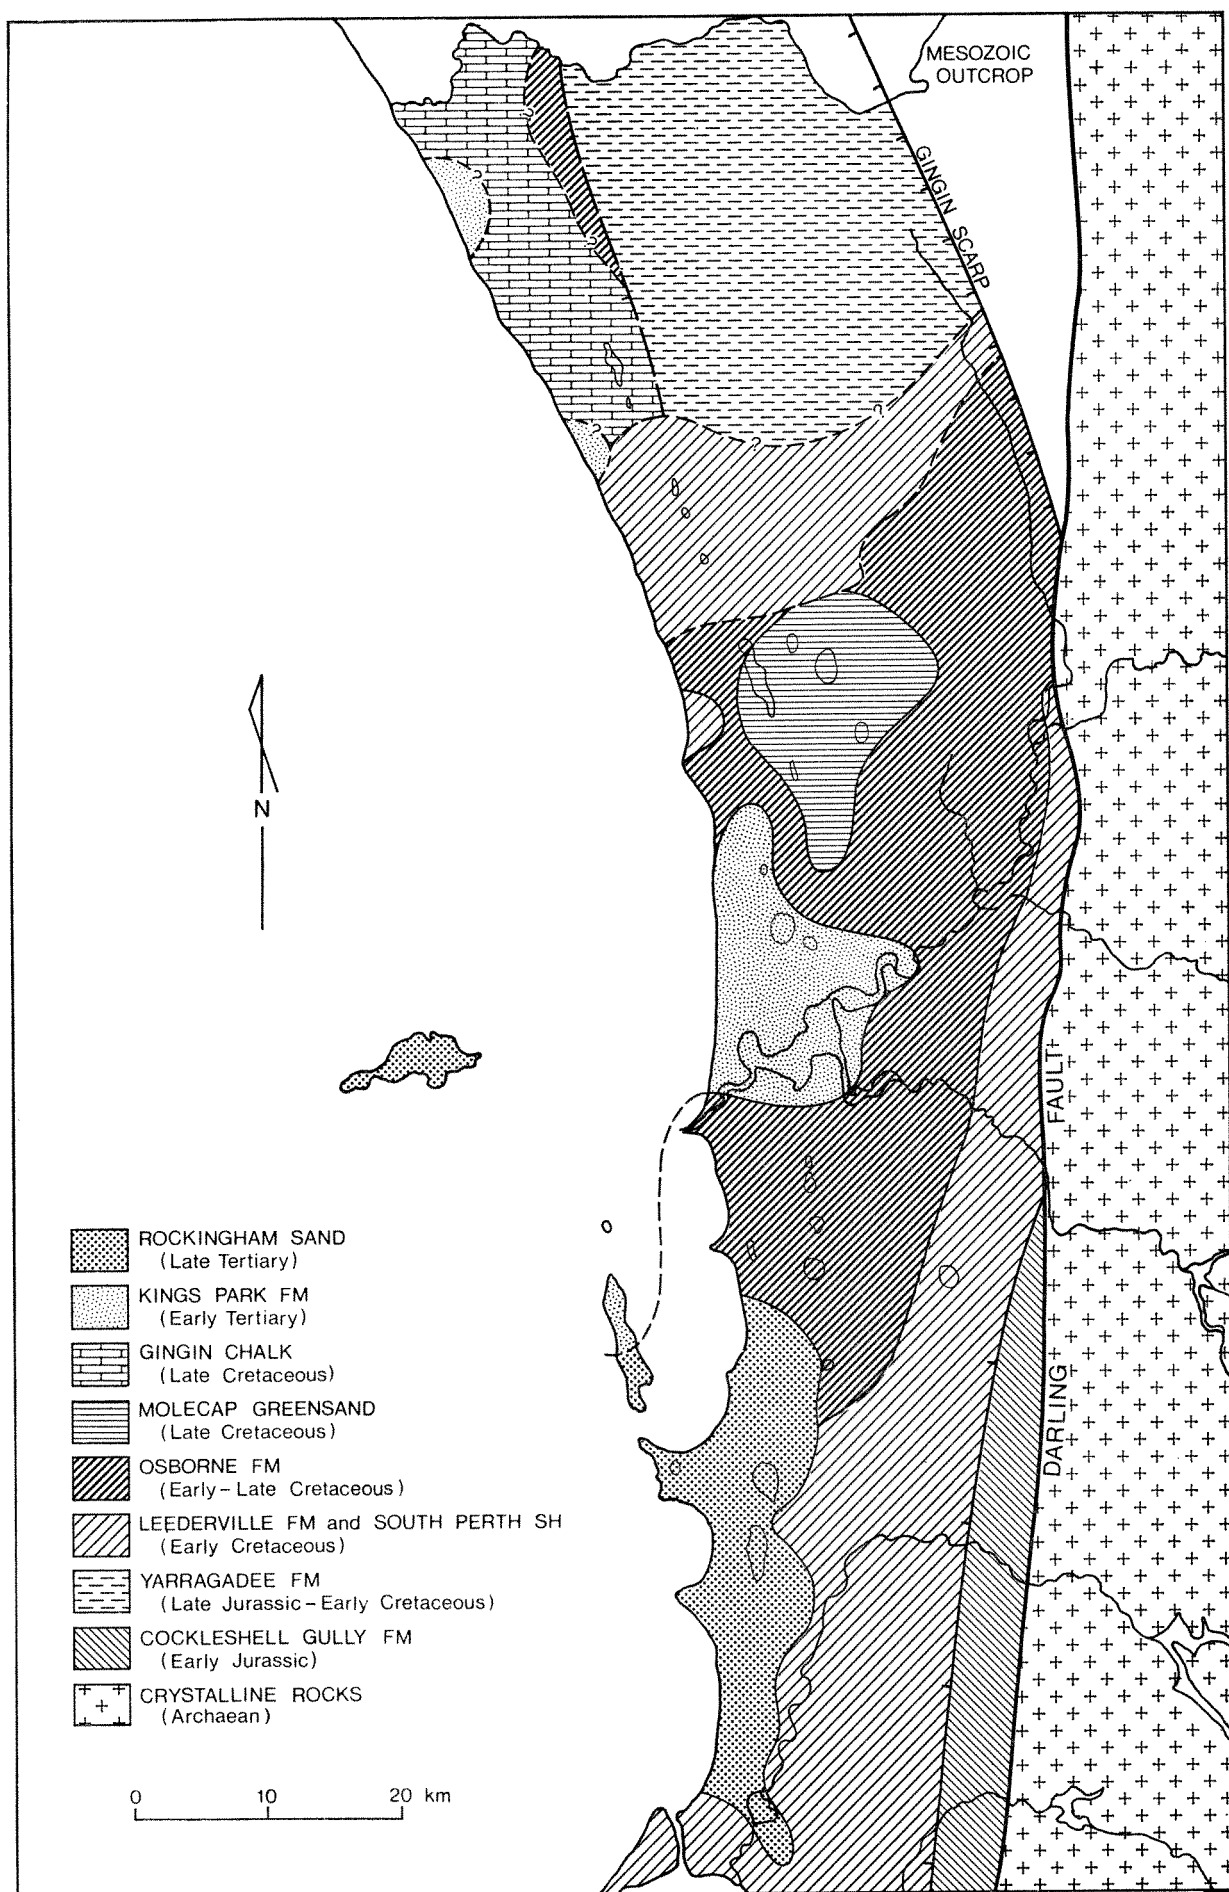 MESOZOIC
OUTCROP
GINGIN SCARP
N
FAULT
DARLING
ROCKINGHAM SAND
(Late Tertiary)
KINGS PARK FM
(Early Tertiary)
GINGIN CHALK
(Late Cretaceous)
MOLECAP GREENSAND
(Late Cretaceous)
OSBORNE FM
(Early-Late Cretaceous)
LEEDERVILLE FM and SOUTH PERTH SH
(Early Cretaceous)
YARRAGADEE FM
(Late Jurassic-Early Cretaceous)
COCKLESHELL GULLY FM
(Early Jurassic)
CRYSTALLINE ROCKS
(Archaean)
0 10 20 km
?
?
?
?
?
?